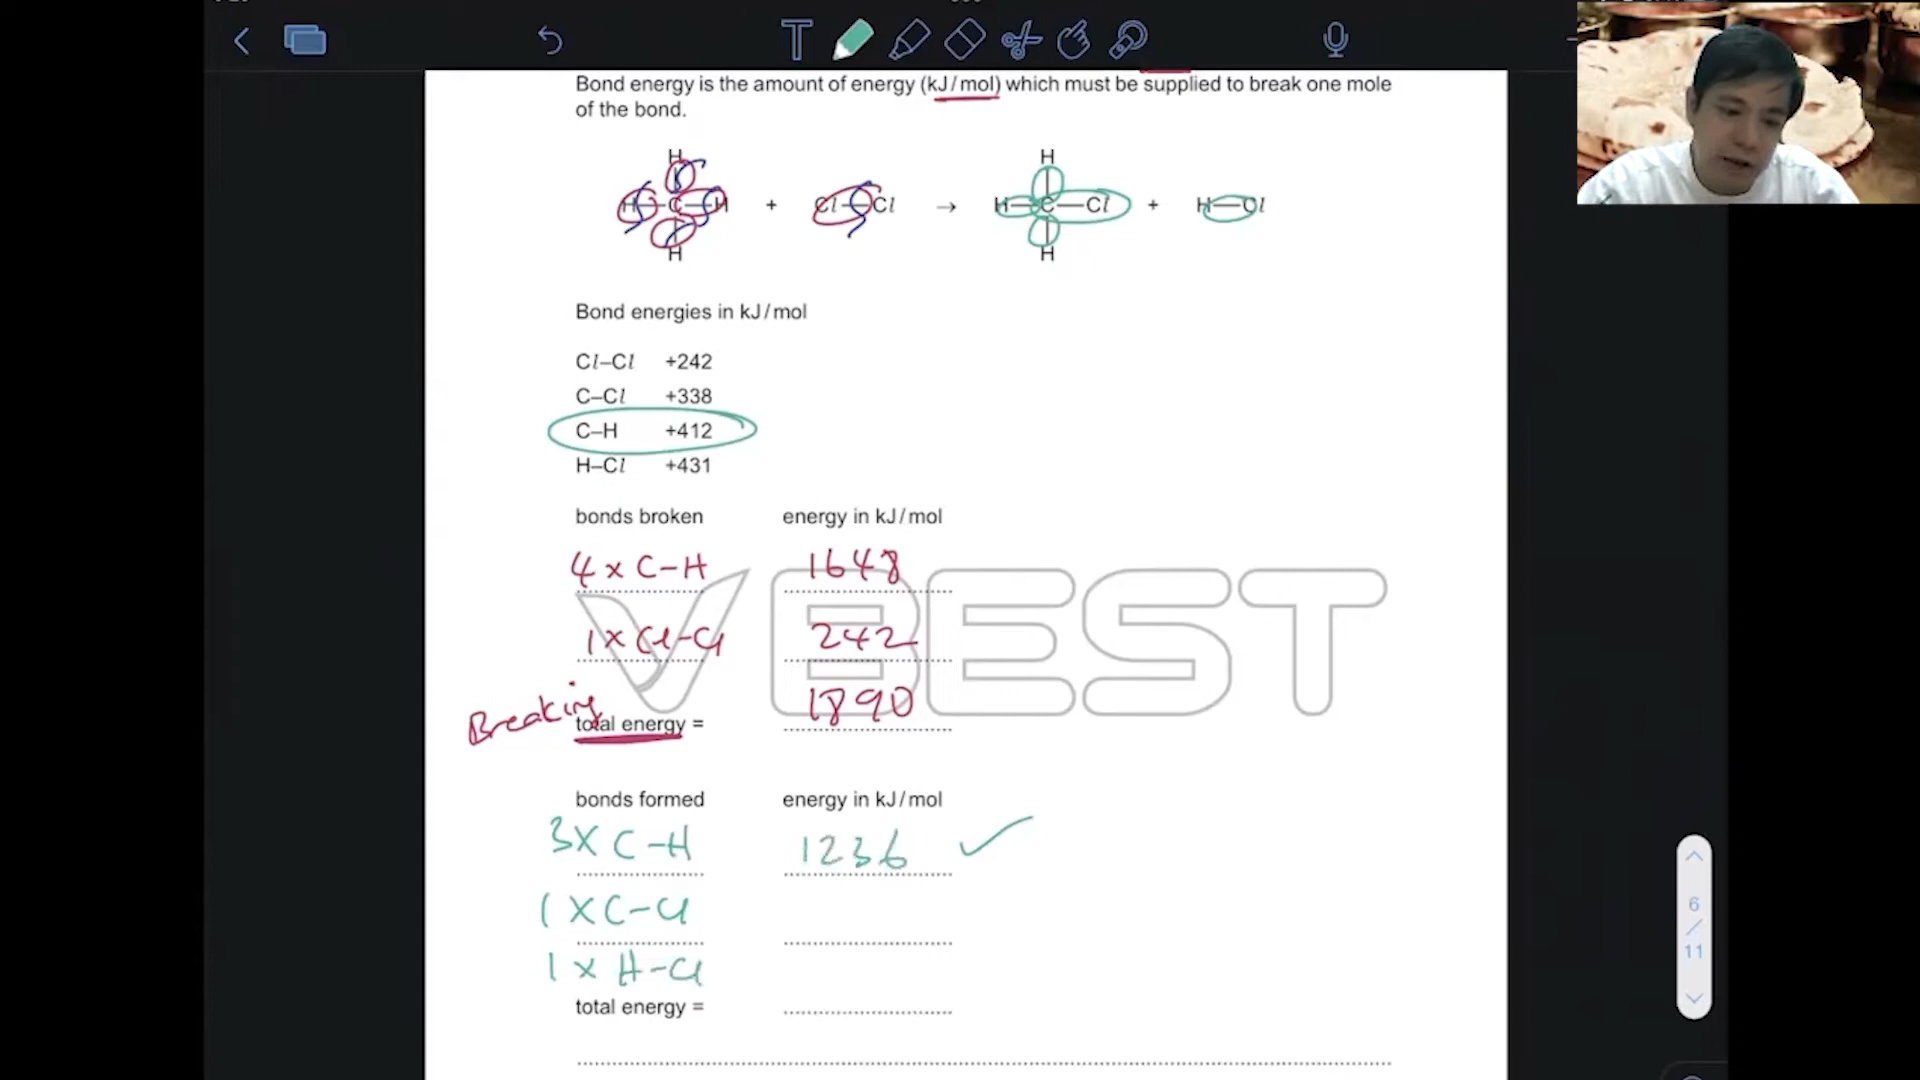 T
Bond energy is the amount of energy (kJ/mol) which must be supplied to break one mole
of the bond.
H H
H—C—H + Cl—Cl → H—C—Cl + H—Cl
H H
Bond energies in kJ/mol
Cl–Cl +242
C–Cl +338
C–H +412
H–Cl +431
bonds broken energy in kJ/mol
4 x C-H 1648
1 x Cl-Cl 242
VBEST
Breaking total energy = 1890
bonds formed energy in kJ/mol
3 X C-H 1236
1 X C-Cl
1 x H-Cl
total energy =
6
/
11